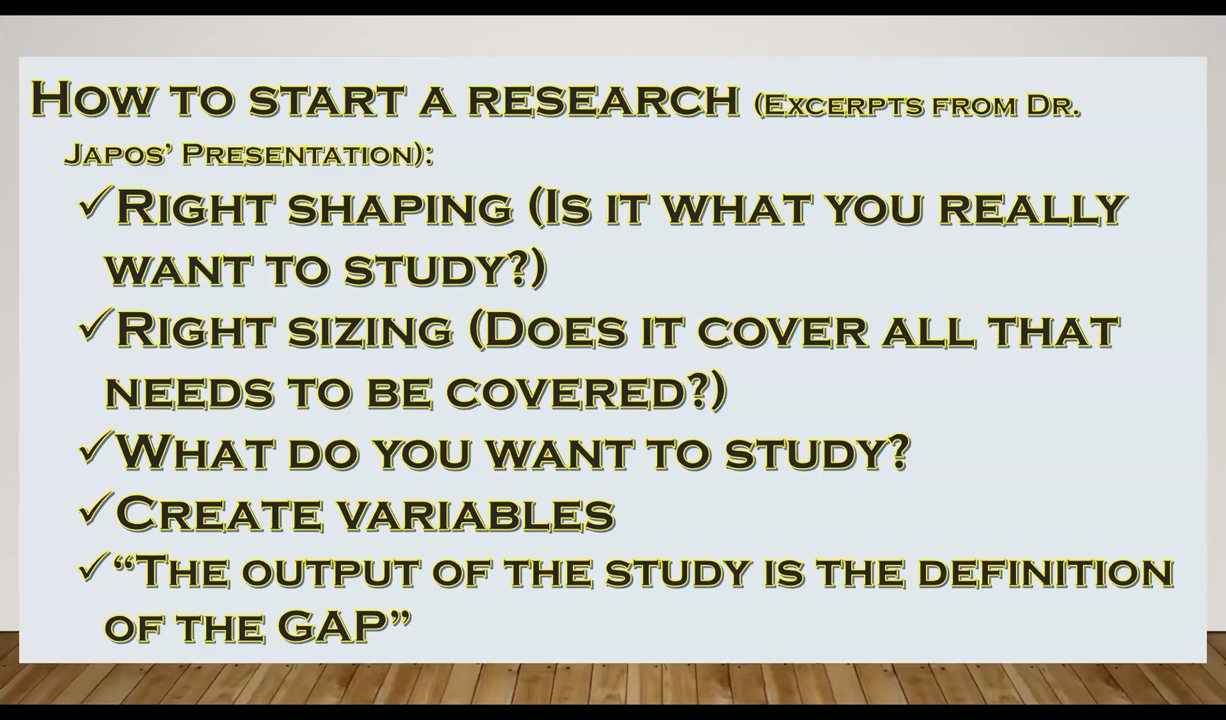 How to start a research (Excerpts from Dr.
Japos’ Presentation):
✓Right shaping (Is it what you really
want to study?)
✓Right sizing (Does it cover all that
needs to be covered?)
✓What do you want to study?
✓Create variables
✓“The output of the study is the definition
of the GAP”